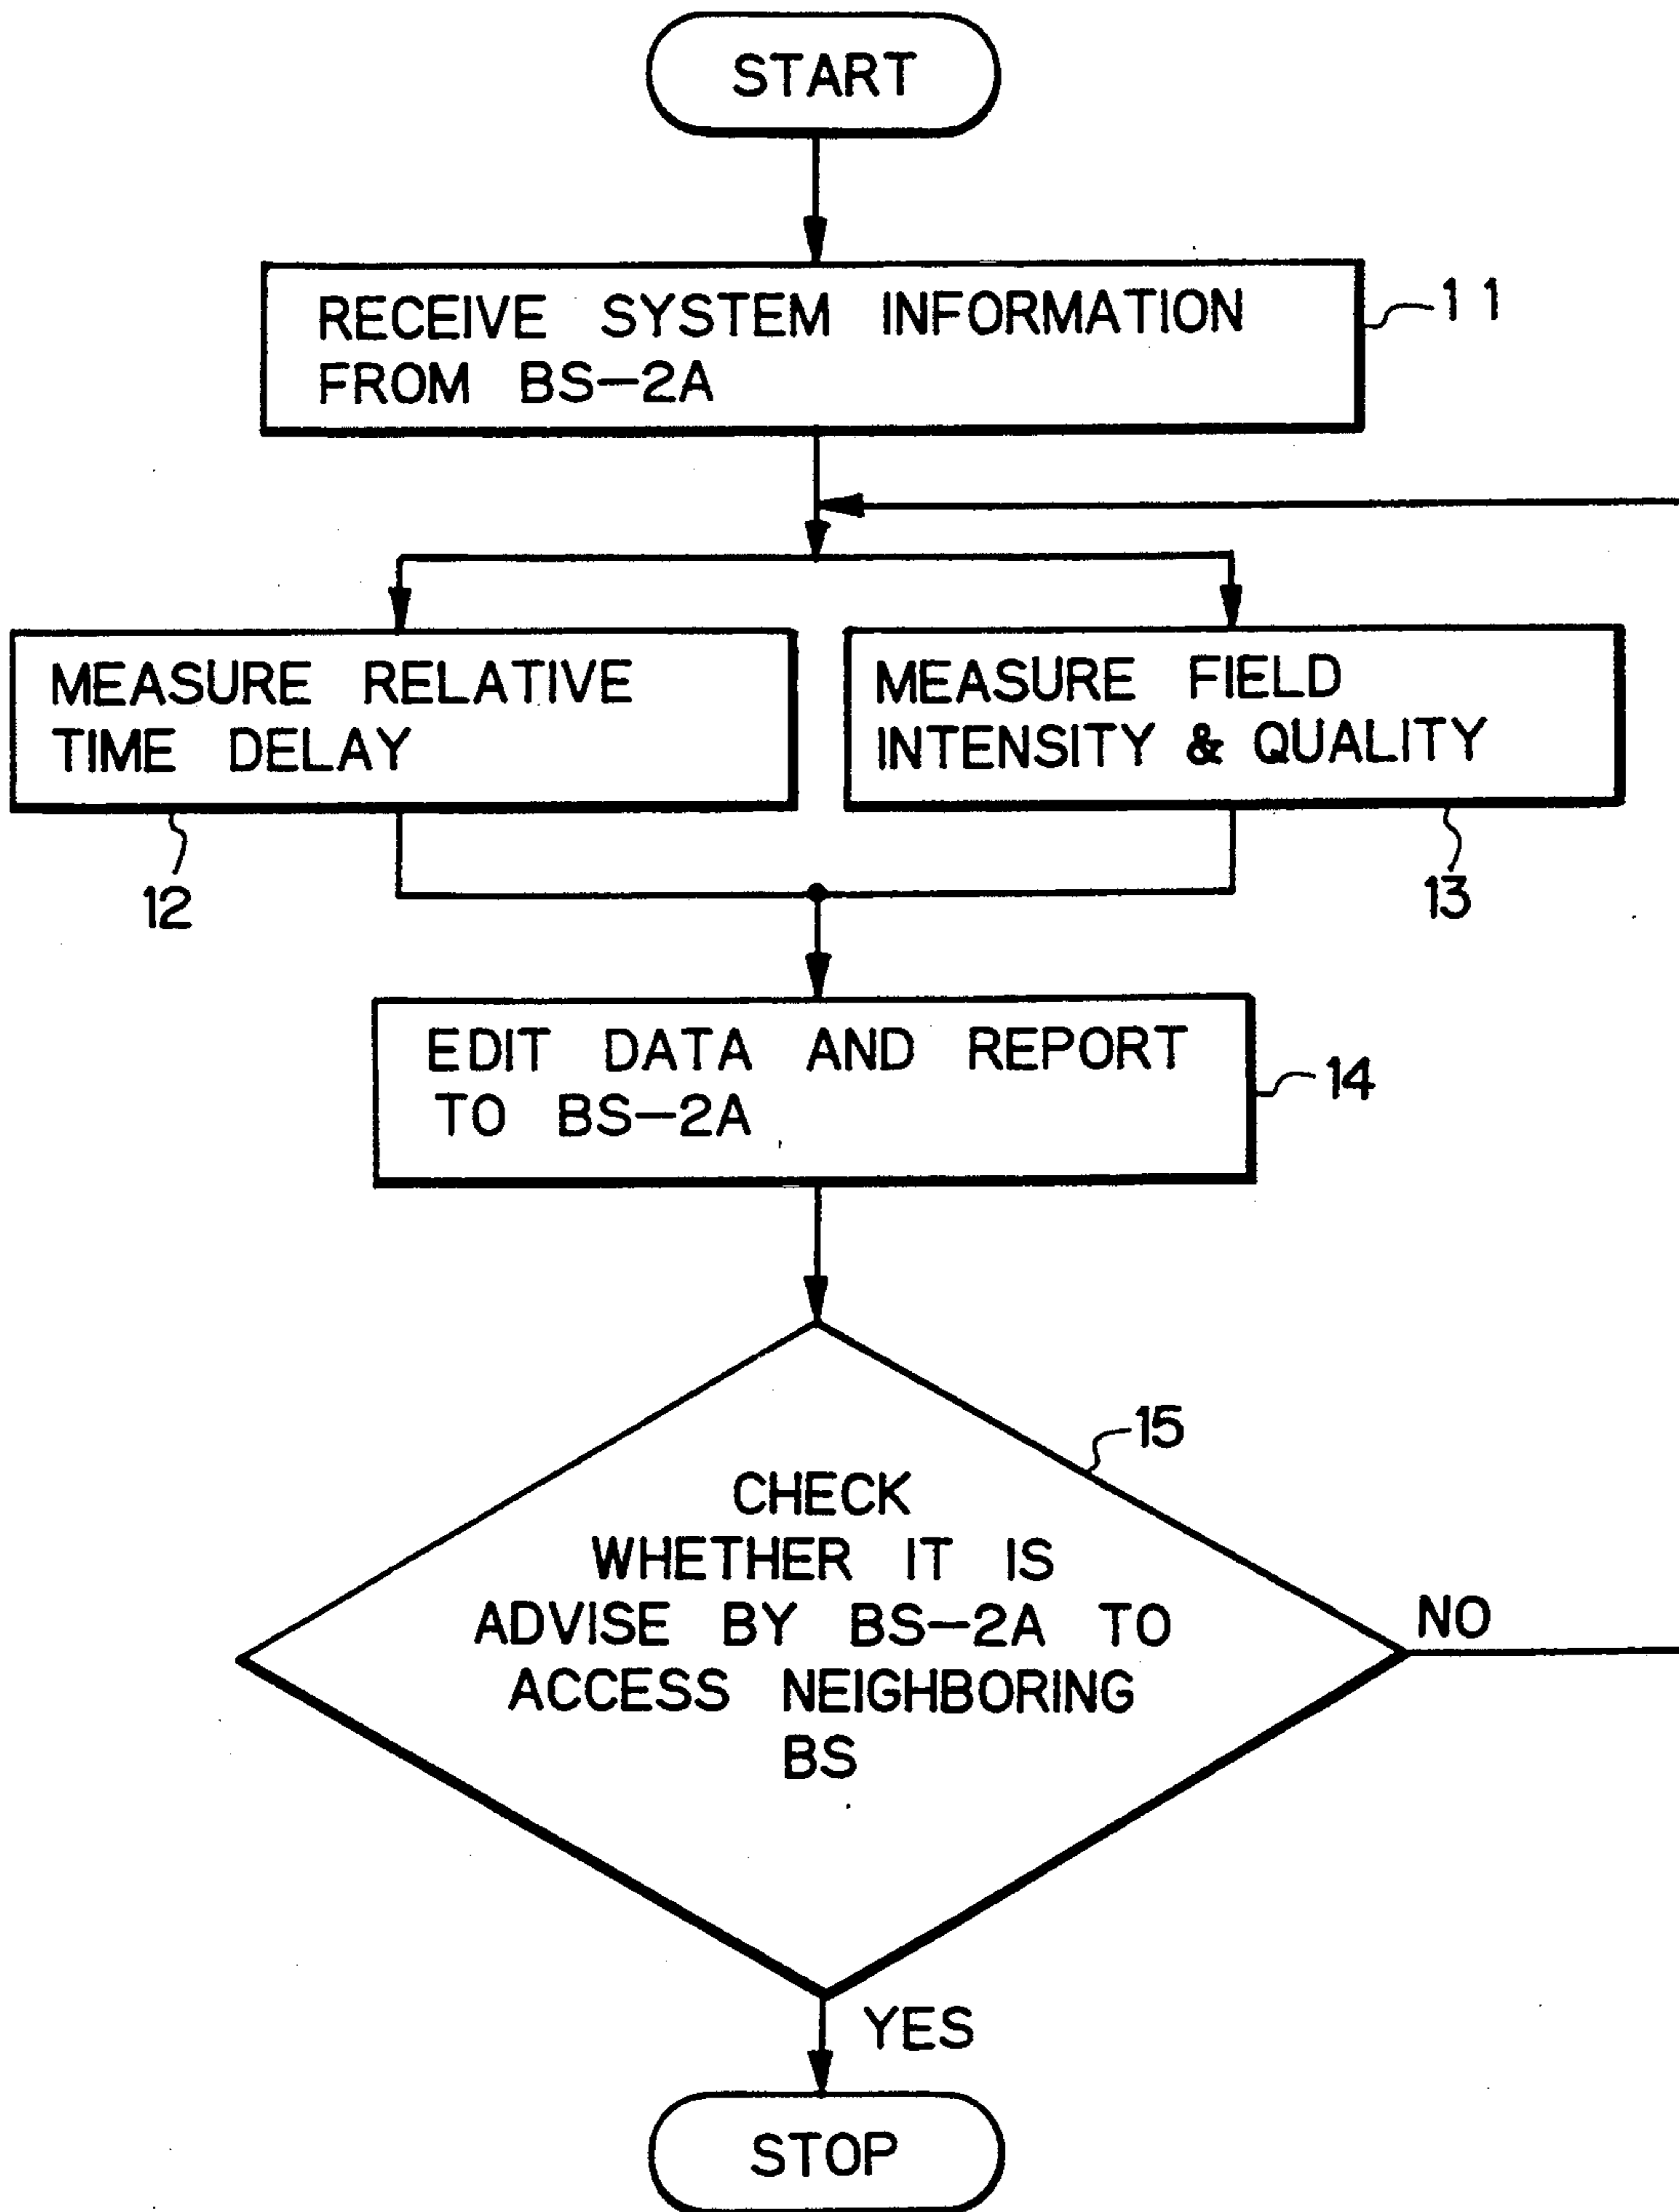 START
RECEIVE SYSTEM INFORMATION
FROM BS-2A
11
MEASURE RELATIVE
TIME DELAY
12
MEASURE FIELD
INTENSITY & QUALITY
13
EDIT DATA AND REPORT
TO BS-2A
14
15
CHECK
WHETHER IT IS
ADVISE BY BS-2A TO
ACCESS NEIGHBORING
BS
NO
YES
STOP